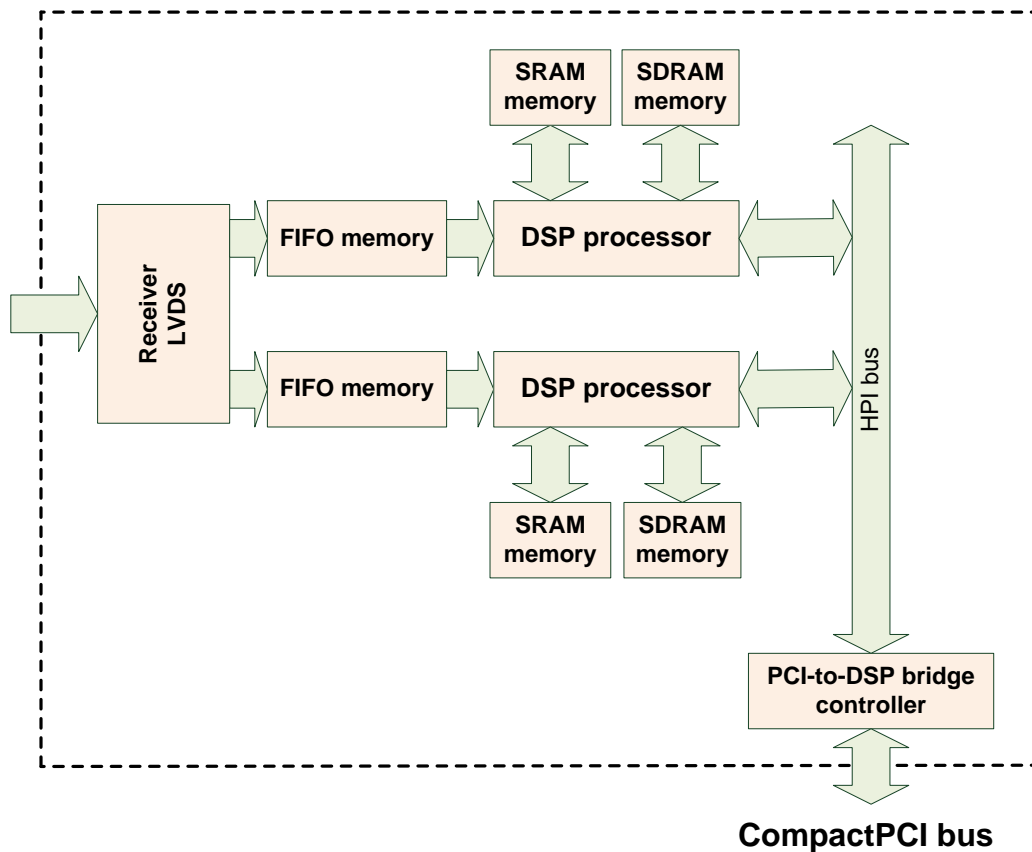 SRAM
memory
SDRAM
memory
Receiver
LVDS
FIFO memory
DSP processor
FIFO memory
DSP processor
HPI bus
SRAM
memory
SDRAM
memory
PCI-to-DSP bridge
controller
CompactPCI bus